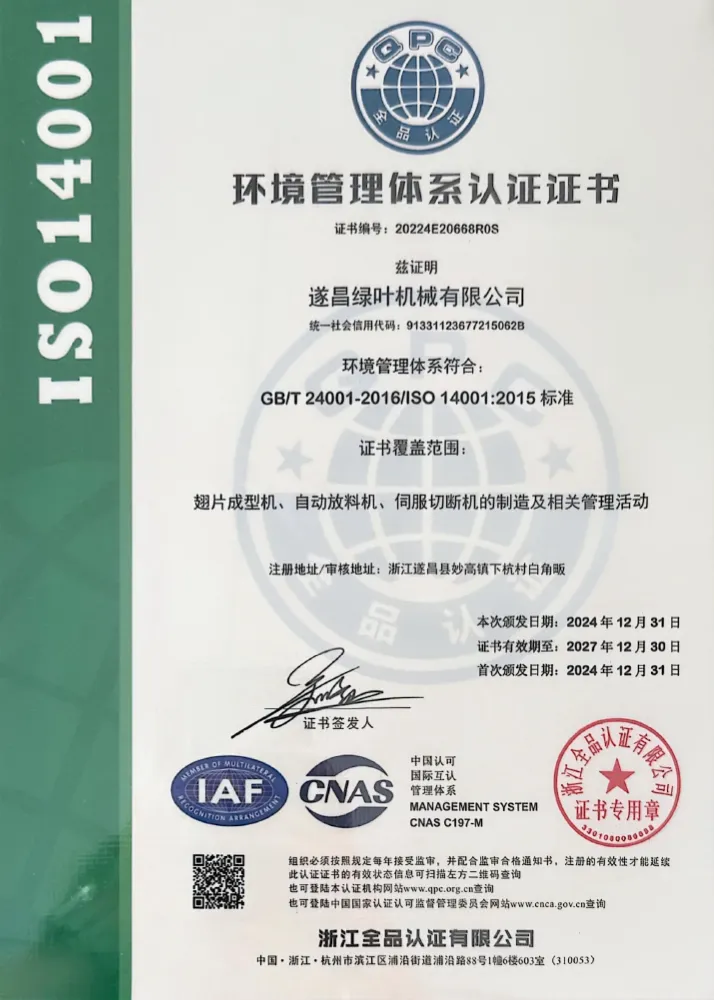 ISO14001
QPC
全品认证
环境管理体系认证证书
证书编号：20224E20668R0S
兹证明
遂昌绿叶机械有限公司
统一社会信用代码：91331123677215062B
环境管理体系符合：
GB/T 24001-2016/ISO 14001:2015 标准
证书覆盖范围：
翅片成型机、自动放料机、伺服切断机的制造及相关管理活动
注册地址/审核地址：浙江遂昌县妙高镇下杭村白角畈
本次颁发日期：2024 年 12 月 31 日
证书有效期至：2027 年 12 月 30 日
首次颁发日期：2024 年 12 月 31 日
证书签发人
MEMBER OF MULTILATERAL
IAF
RECOGNITION ARRANGEMENT
CNAS
中国认可
国际互认
管理体系
MANAGEMENT SYSTEM
CNAS C197-M
浙江全品认证有限公司
证书专用章
组织必须按照规定每年接受监审，并配合监审合格通知书，注册的有效性才能延续
此认证证书的有效状态信息可扫描左方二维码查询
也可登陆本认证机构网站www.qpc.org.cn查询
也可登陆中国国家认证认可监督管理委员会网站www.cnca.gov.cn查询
浙江全品认证有限公司
中国·浙江·杭州市滨江区浦沿街道浦沿路88号1幢6楼603室（310053）